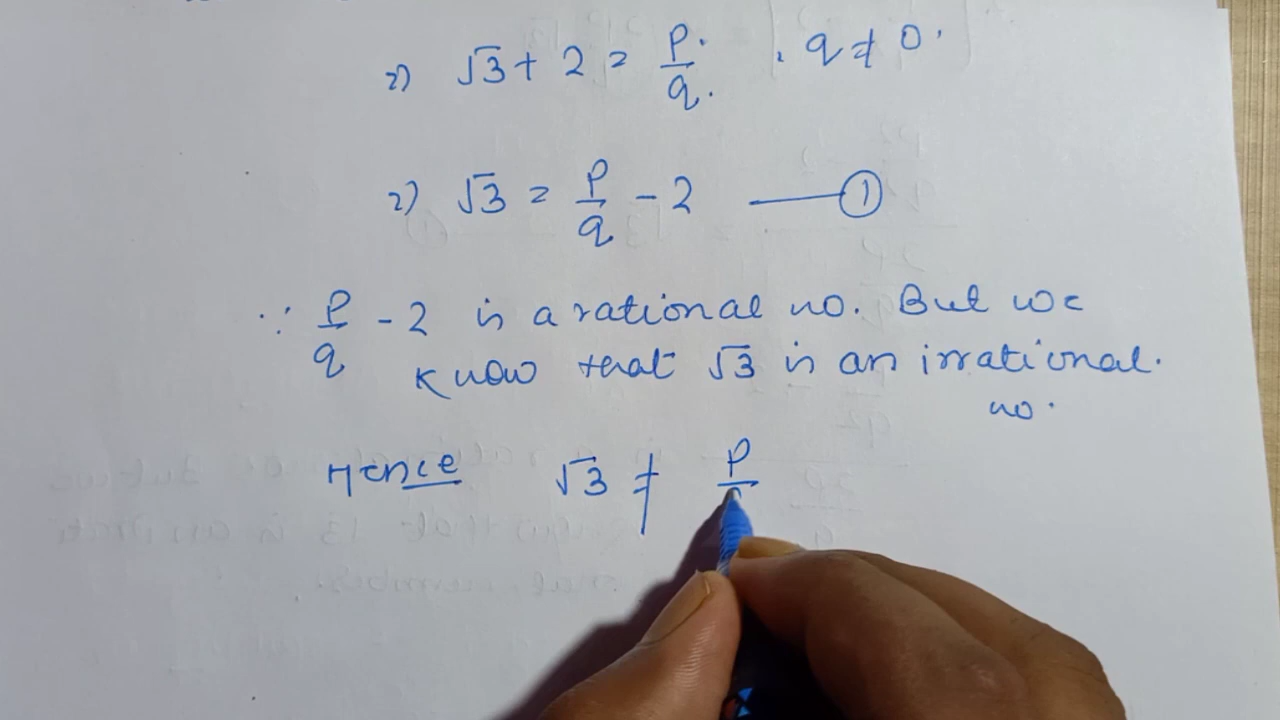 ⇒ √3 + 2 = p/q , q ≠ 0.
⇒ √3 = p/q - 2 —— ①
∵ p/q - 2 is a rational no. But we
know that √3 is an irrational.
no.
Hence √3 ≠ p